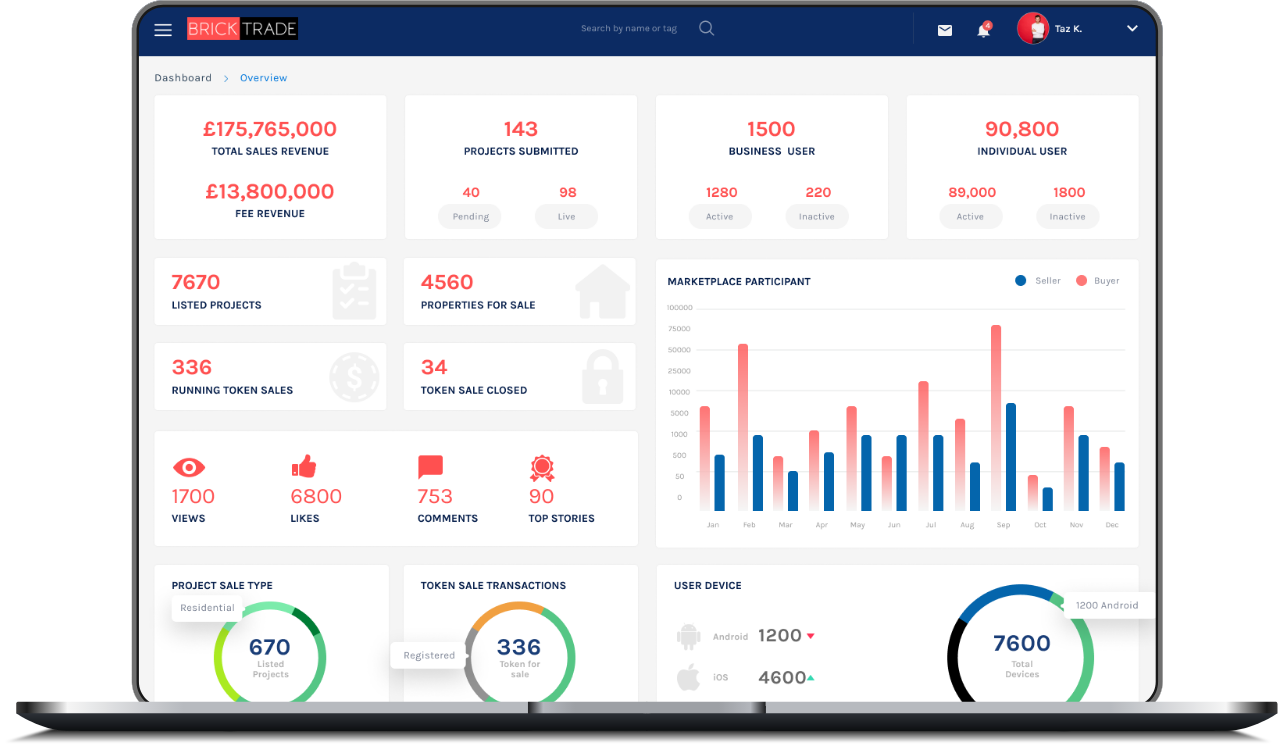 BRICK TRADE
Search by name or tag
4
Taz K.
Dashboard > Overview
£175,765,000
TOTAL SALES REVENUE
£13,800,000
FEE REVENUE
143
PROJECTS SUBMITTED
40 98
Pending Live
1500
BUSINESS USER
1280 220
Active Inactive
90,800
INDIVIDUAL USER
89,000 1800
Active Inactive
7670
LISTED PROJECTS
4560
PROPERTIES FOR SALE
336
RUNNING TOKEN SALES
$
34
TOKEN SALE CLOSED
MARKETPLACE PARTICIPANT
Seller Buyer
100000
75000
50000
25000
10000
5000
1000
500
50
0
Jan Feb Mar Apr May Jun Jul Aug Sep Oct Nov Dec
1700 6800 753 90
VIEWS LIKES COMMENTS TOP STORIES
PROJECT SALE TYPE
Residential
670
Listed
Projects
TOKEN SALE TRANSACTIONS
Registered
336
Token for
sale
USER DEVICE
Android 1200
iOS 4600
1200 Android
7600
Total
Devices